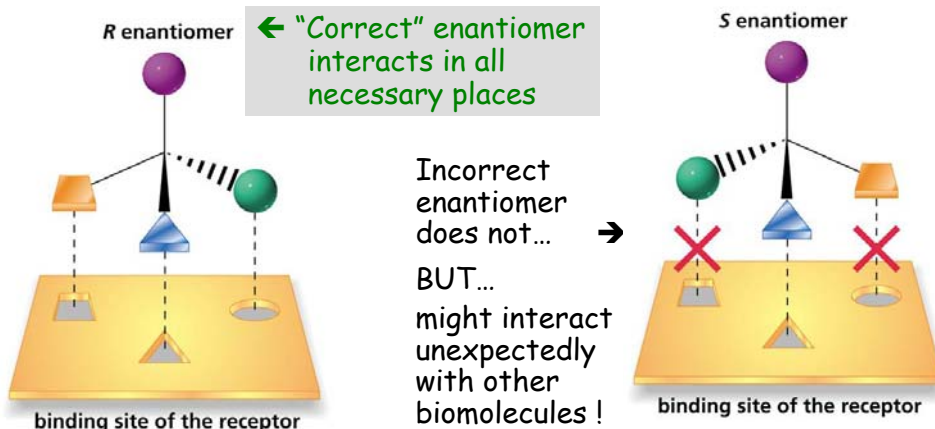 R enantiomer
← “Correct” enantiomer
interacts in all
necessary places
S enantiomer
Incorrect
enantiomer
does not... →
BUT...
might interact
unexpectedly
with other
biomolecules !
binding site of the receptor
binding site of the receptor